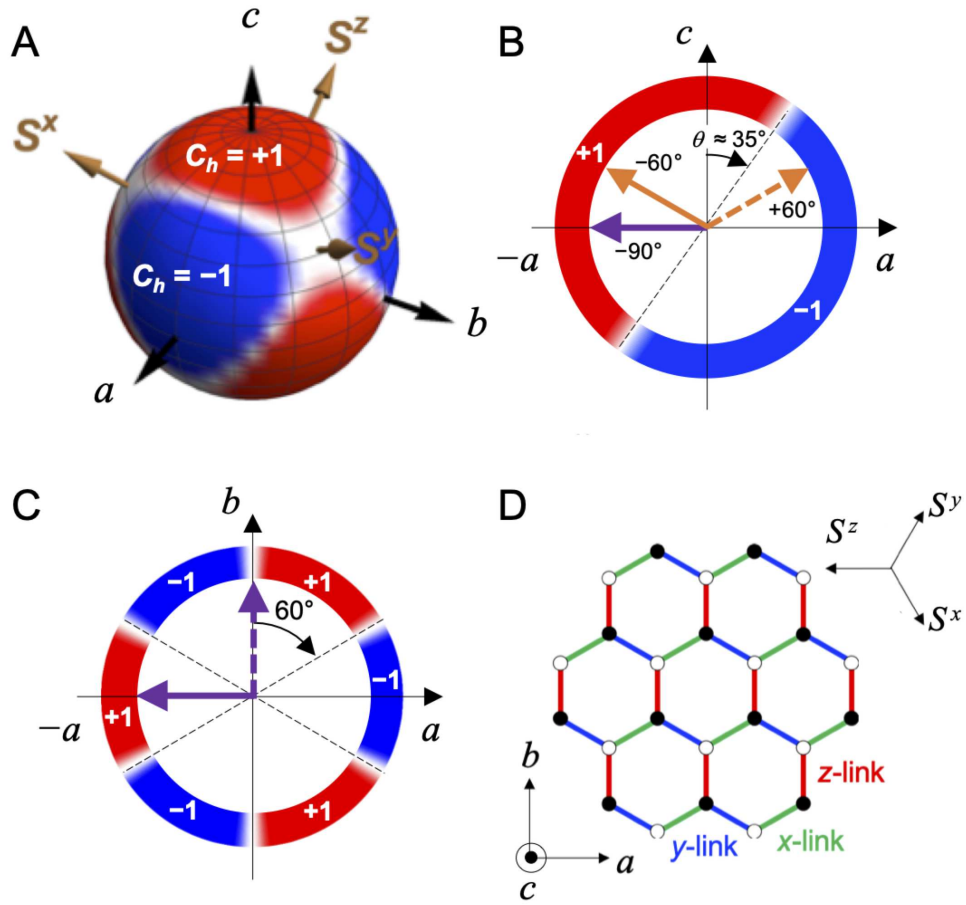 A
c
S^z
S^x
C_h = +1
S^y
C_h = −1
b
a
B
c
+1
θ ≈ 35°
−60°
+60°
−90°
−a
a
−1
C
b
−1
+1
60°
+1
−1
−a
a
−1
+1
D
S^y
S^z
S^x
b
z-link
y-link
x-link
a
c